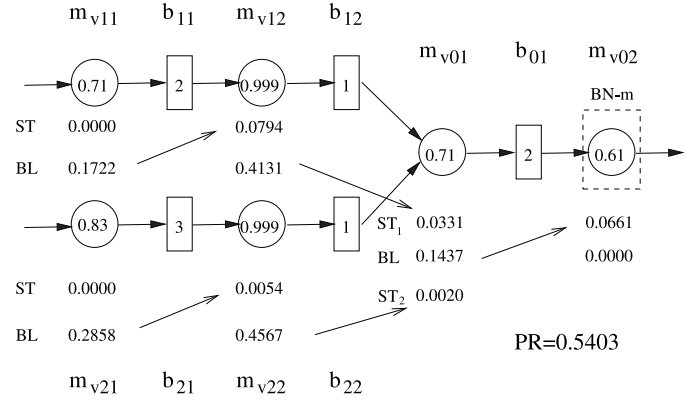 m_v11 b_11 m_v12 b_12
m_v01 b_01 m_v02
BN-m
0.71 2 0.999 1
ST 0.0000 0.0794
0.71 2 0.61
BL 0.1722 0.4131
0.83 3 0.999 1
ST_1 0.0331 0.0661
BL 0.1437 0.0000
ST 0.0000 0.0054
ST_2 0.0020
BL 0.2858 0.4567
PR=0.5403
m_v21 b_21 m_v22 b_22